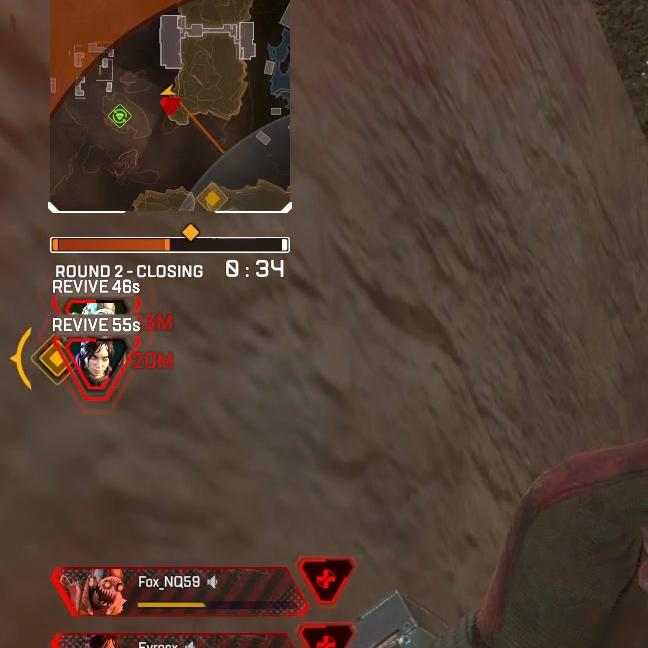 ROUND 2 - CLOSING 0:34
REVIVE 46s
REVIVE 55s
20M
Fox_NQ59